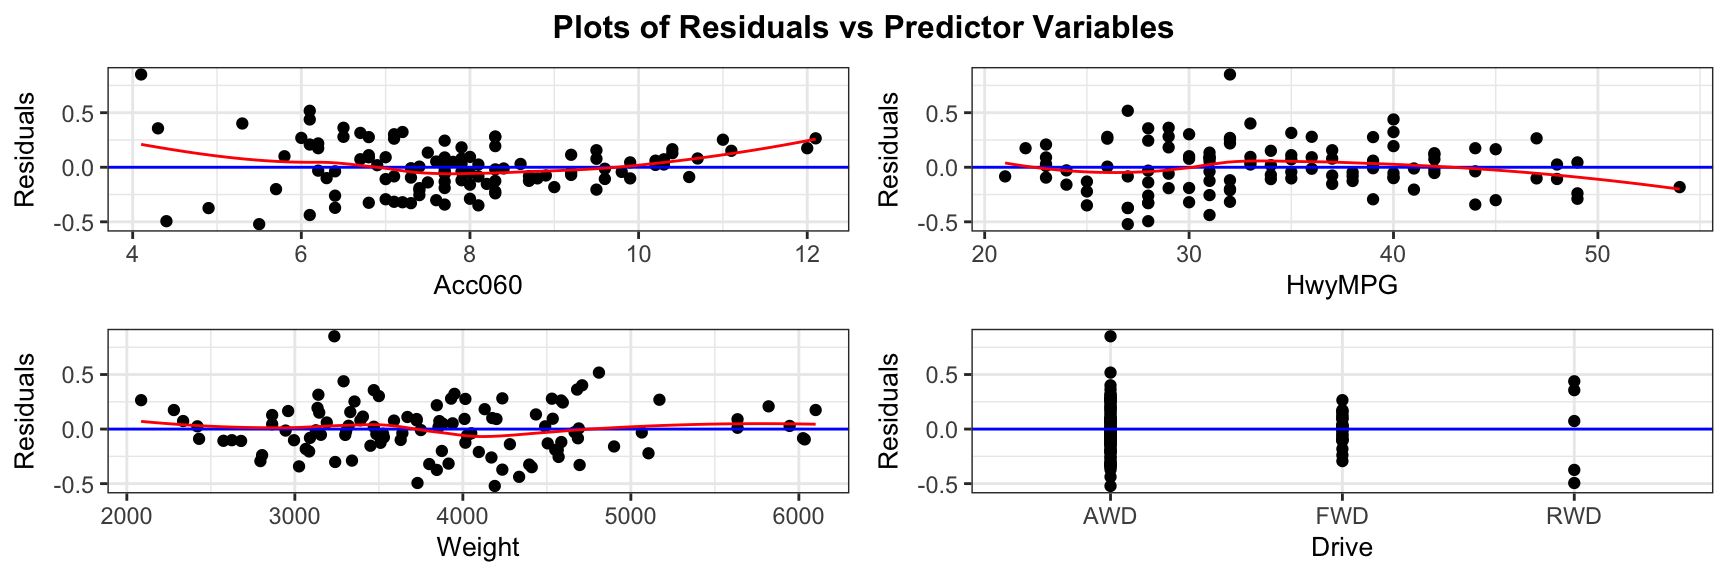 Plots of Residuals vs Predictor Variables
Residuals
0.5
0.0
-0.5
4 6 8 10 12
Acc060
Residuals
0.5
0.0
-0.5
20 30 40 50
HwyMPG
Residuals
0.5
0.0
-0.5
2000 3000 4000 5000 6000
Weight
Residuals
0.5
0.0
-0.5
AWD FWD RWD
Drive